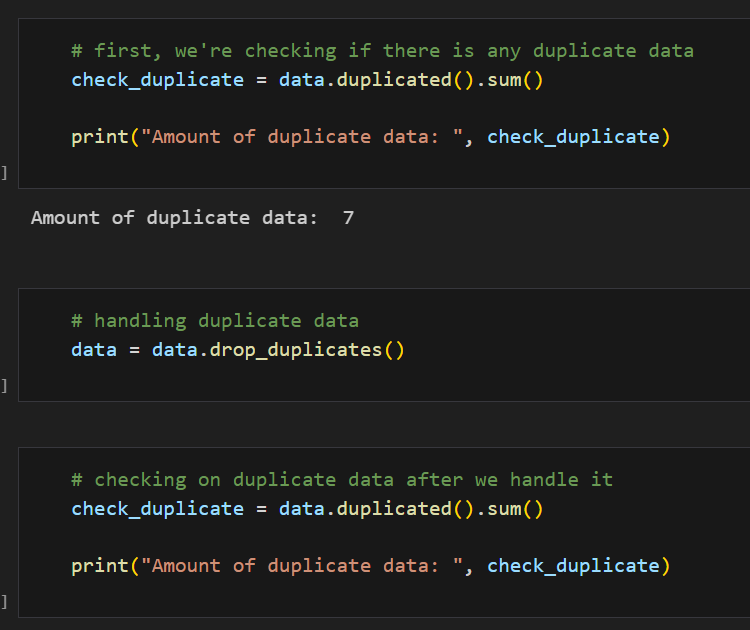 # first, we're checking if there is any duplicate data
check_duplicate = data.duplicated().sum()
print("Amount of duplicate data: ", check_duplicate)
]
Amount of duplicate data:  7
# handling duplicate data
data = data.drop_duplicates()
]
# checking on duplicate data after we handle it
check_duplicate = data.duplicated().sum()
print("Amount of duplicate data: ", check_duplicate)
]